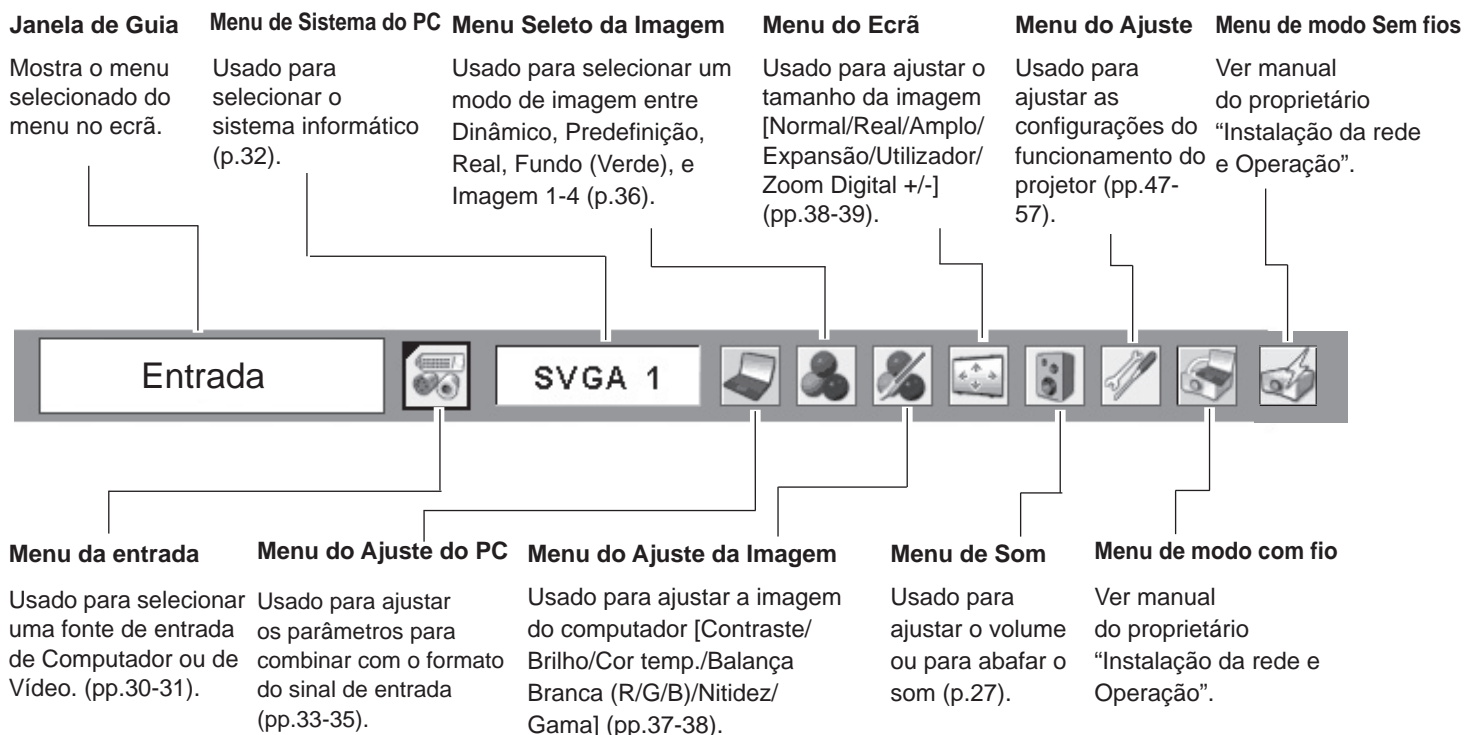 Janela de Guia
Mostra o menu
selecionado do
menu no ecrã.
Menu de Sistema do PC
Usado para
selecionar o
sistema informático
(p.32).
Menu Seleto da Imagem
Usado para selecionar um
modo de imagem entre
Dinâmico, Predefinição,
Real, Fundo (Verde), e
Imagem 1-4 (p.36).
Menu do Ecrã
Usado para ajustar o
tamanho da imagem
[Normal/Real/Amplo/
Expansão/Utilizador/
Zoom Digital +/-]
(pp.38-39).
Menu do Ajuste
Usado para
ajustar as
configurações do
funcionamento do
projetor (pp.47-
57).
Menu de modo Sem fios
Ver manual
do proprietário
“Instalação da rede
e Operação”.
Entrada
SVGA 1
Menu da entrada
Usado para selecionar
uma fonte de entrada
de Computador ou de
Vídeo. (pp.30-31).
Menu do Ajuste do PC
Usado para ajustar
os parâmetros para
combinar com o formato
do sinal de entrada
(pp.33-35).
Menu do Ajuste da Imagem
Usado para ajustar a imagem
do computador [Contraste/
Brilho/Cor temp./Balança
Branca (R/G/B)/Nitidez/
Gama] (pp.37-38).
Menu de Som
Usado para
ajustar o volume
ou para abafar o
som (p.27).
Menu de modo com fio
Ver manual
do proprietário
“Instalação da rede e
Operação”.